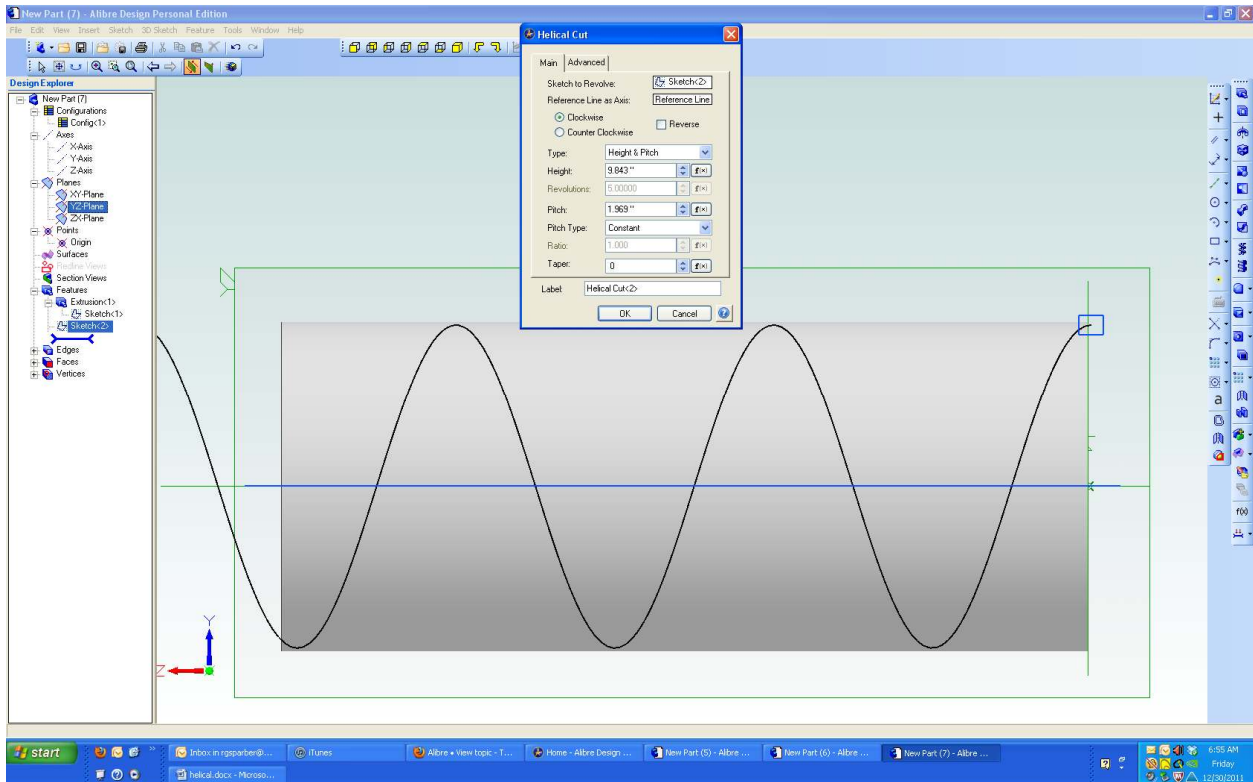 New Part (7) - Alibre Design Personal Edition
File Edit View Insert Sketch 3D Sketch Feature Tools Window Help
Design Explorer
New Part (7)
Configurations
Config<1>
Axes
X-Axis
Y-Axis
Z-Axis
Planes
XY-Plane
YZ-Plane
ZX-Plane
Points
Origin
Surfaces
Redline Views
Section Views
Features
Extrusion<1>
Sketch<1>
Sketch<2>
Edges
Faces
Vertices
Helical Cut
Main Advanced
Sketch to Revolve: Sketch<2>
Reference Line as Axis: Reference Line
Clockwise
Counter Clockwise
Reverse
Type: Height & Pitch
Height: 9.843 " f(x)
Revolutions: 5.00000 f(x)
Pitch: 1.969 " f(x)
Pitch Type: Constant
Ratio: 1.000 f(x)
Taper: 0 f(x)
Label: Helical Cut<2>
OK Cancel ?
Y
Z
a
f(x)
start
Inbox in rgsparber@...
iTunes
Alibre • View topic - T...
Home - Alibre Design ...
New Part (5) - Alibre ...
New Part (6) - Alibre ...
New Part (7) - Alibre ...
helical.docx - Microso...
6:55 AM
Friday
12/30/2011